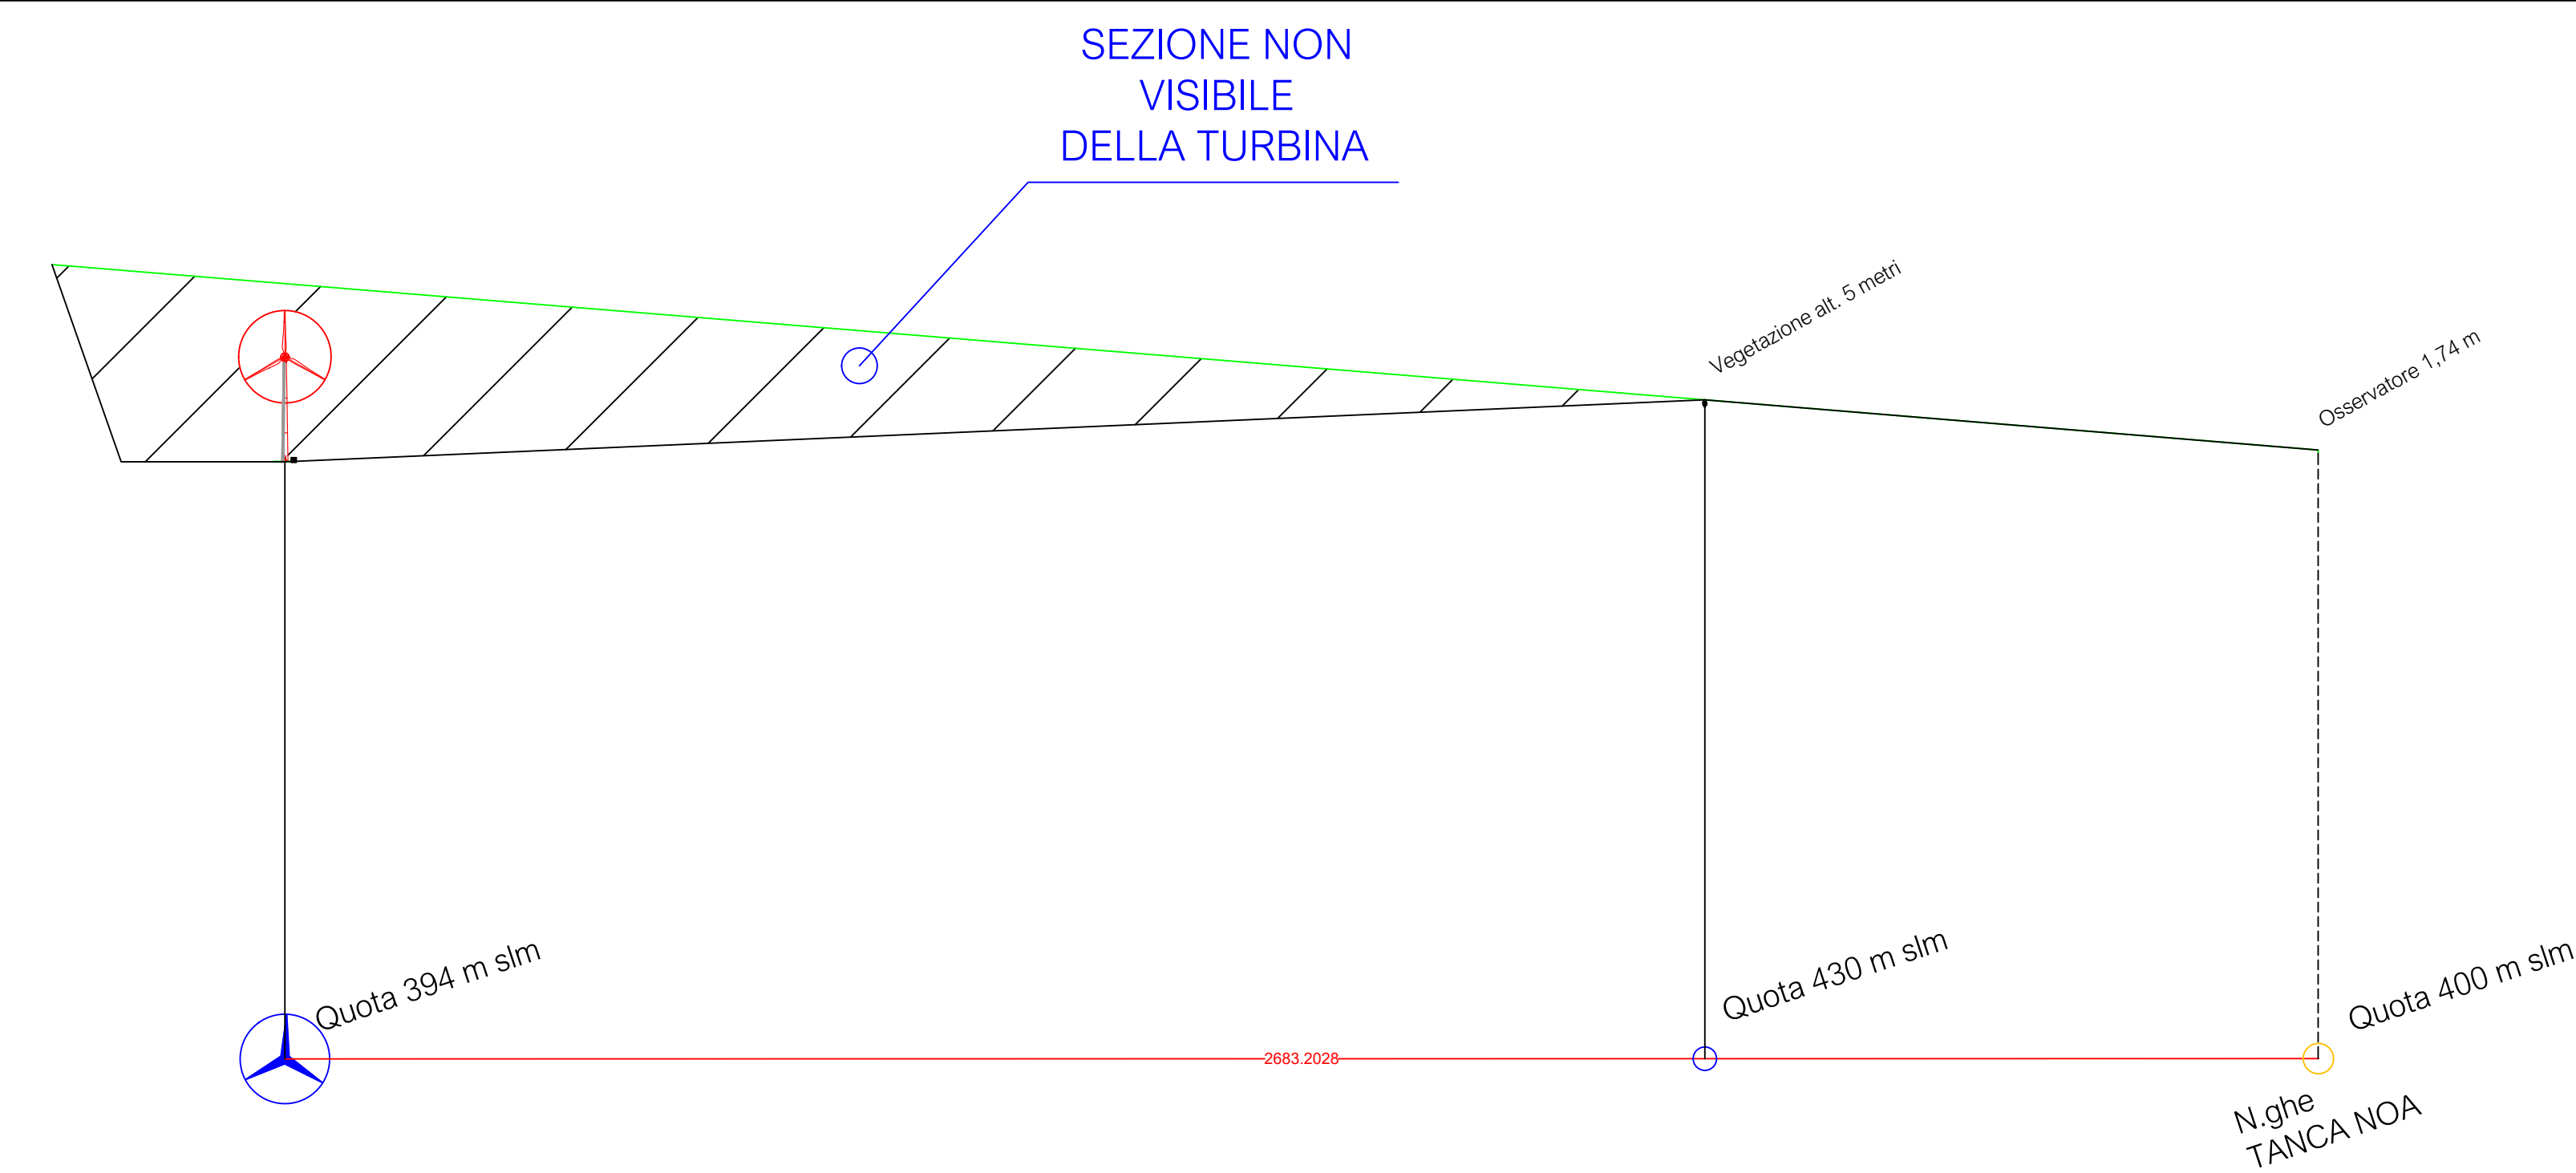 SEZIONE NON
VISIBILE
DELLA TURBINA
Vegetazione alt. 5 metri
Osservatore 1,74 m
Quota 394 m slm
Quota 430 m slm
Quota 400 m slm
2683.2028
N.ghe
TANCA NOA